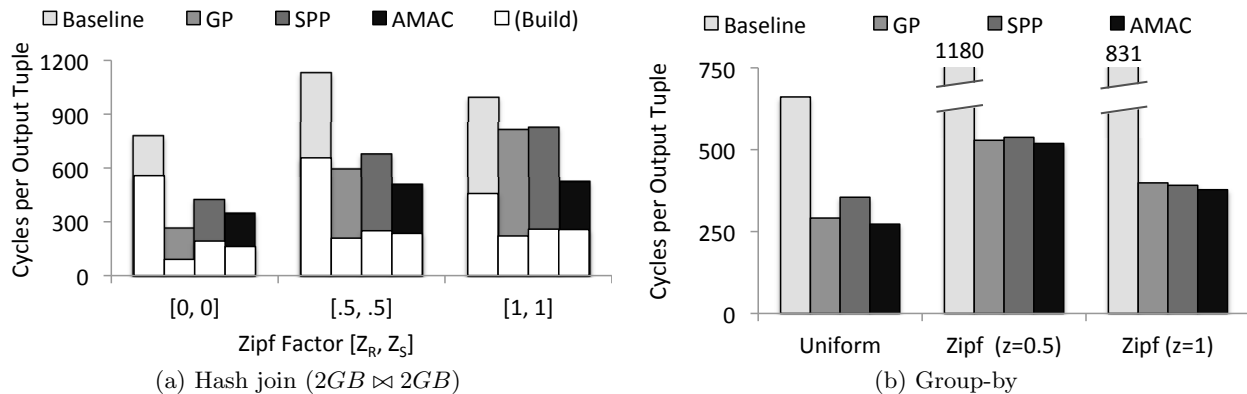 Baseline GP SPP AMAC (Build)
Cycles per Output Tuple
1200
900
600
300
0
[0, 0] [.5, .5] [1, 1]
Zipf Factor [Z_R, Z_S]
(a) Hash join (2GB ⋈ 2GB)
Baseline GP SPP AMAC
1180 831
Cycles per Output Tuple
750
500
250
0
Uniform Zipf (z=0.5) Zipf (z=1)
(b) Group-by